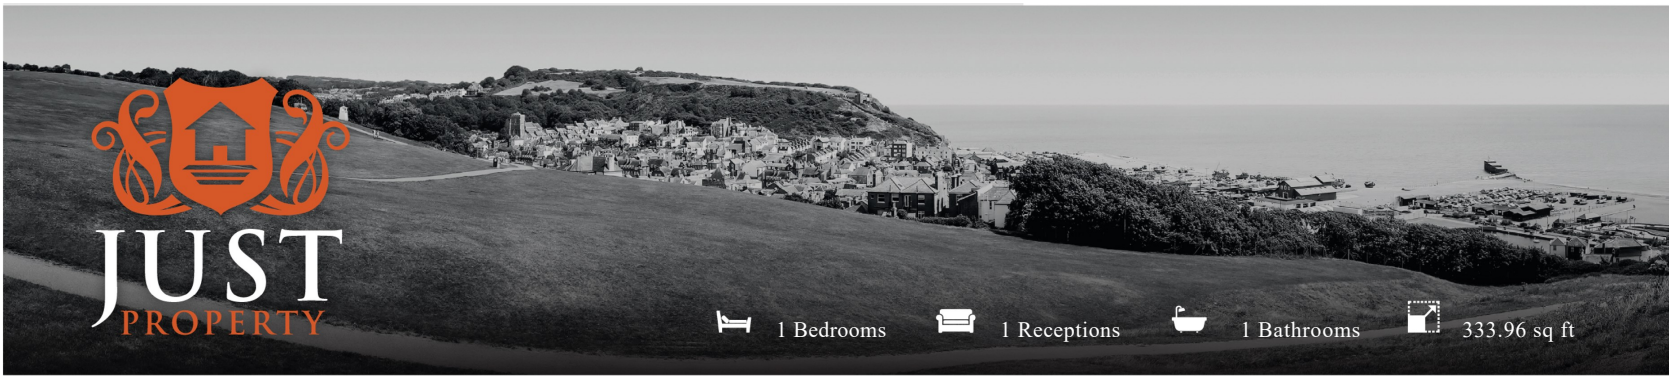 JUST
PROPERTY
1 Bedrooms 1 Receptions 1 Bathrooms 333.96 sq ft